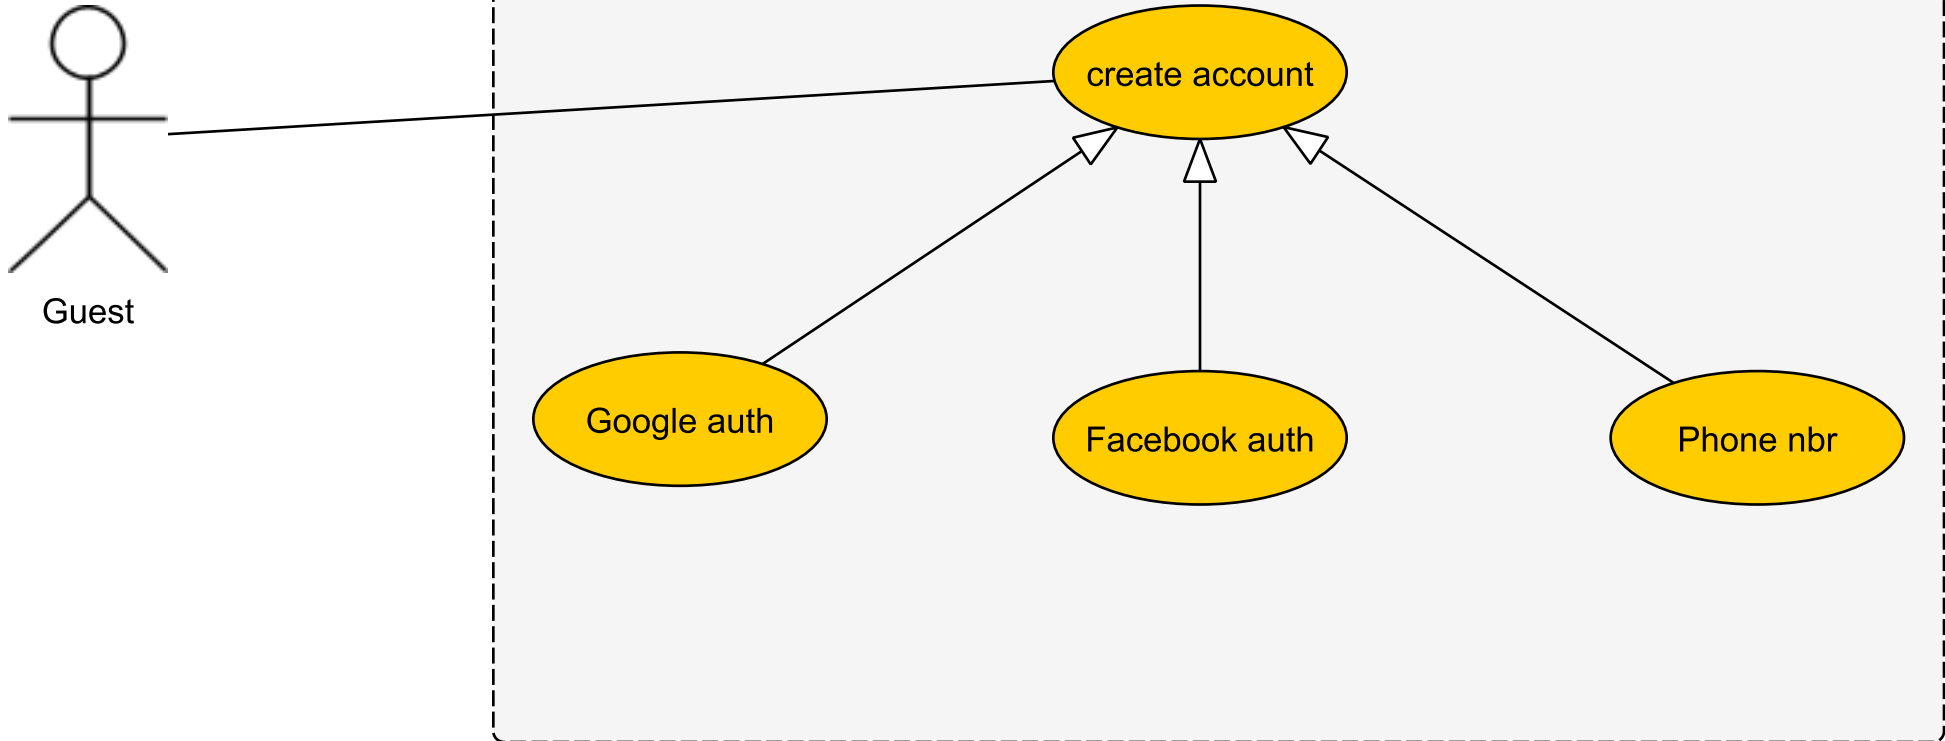 create account
Guest
Google auth
Facebook auth
Phone nbr